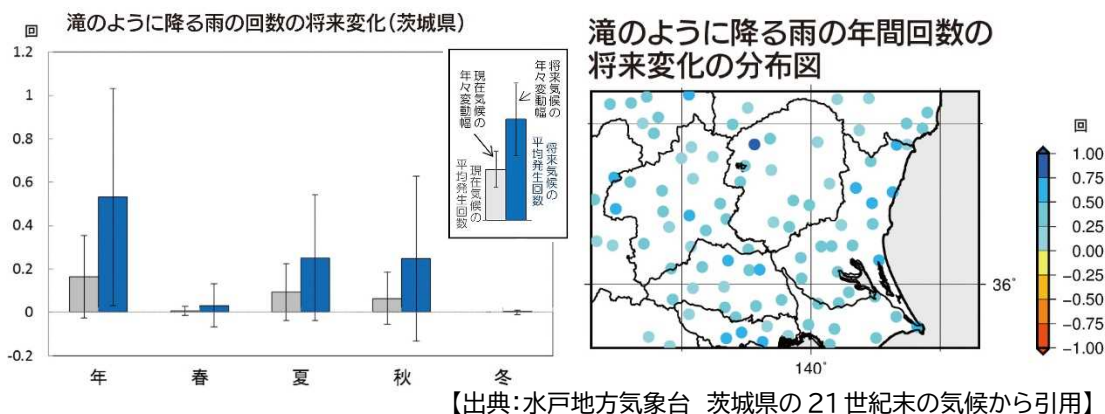 滝のように降る雨の回数の将来変化(茨城県)
回
1.2
1
0.8
0.6
0.4
0.2
0
-0.2
年
春
夏
秋
冬
現在気候の
年々変動幅
将来気候の
年々変動幅
現在気候の
平均発生回数
将来気候の
平均発生回数
滝のように降る雨の年間回数の
将来変化の分布図
回
1.00
0.75
0.50
0.25
0.00
−0.25
−0.50
−0.75
−1.00
36°
140°
【出典:水戸地方気象台 茨城県の 21 世紀末の気候から引用】